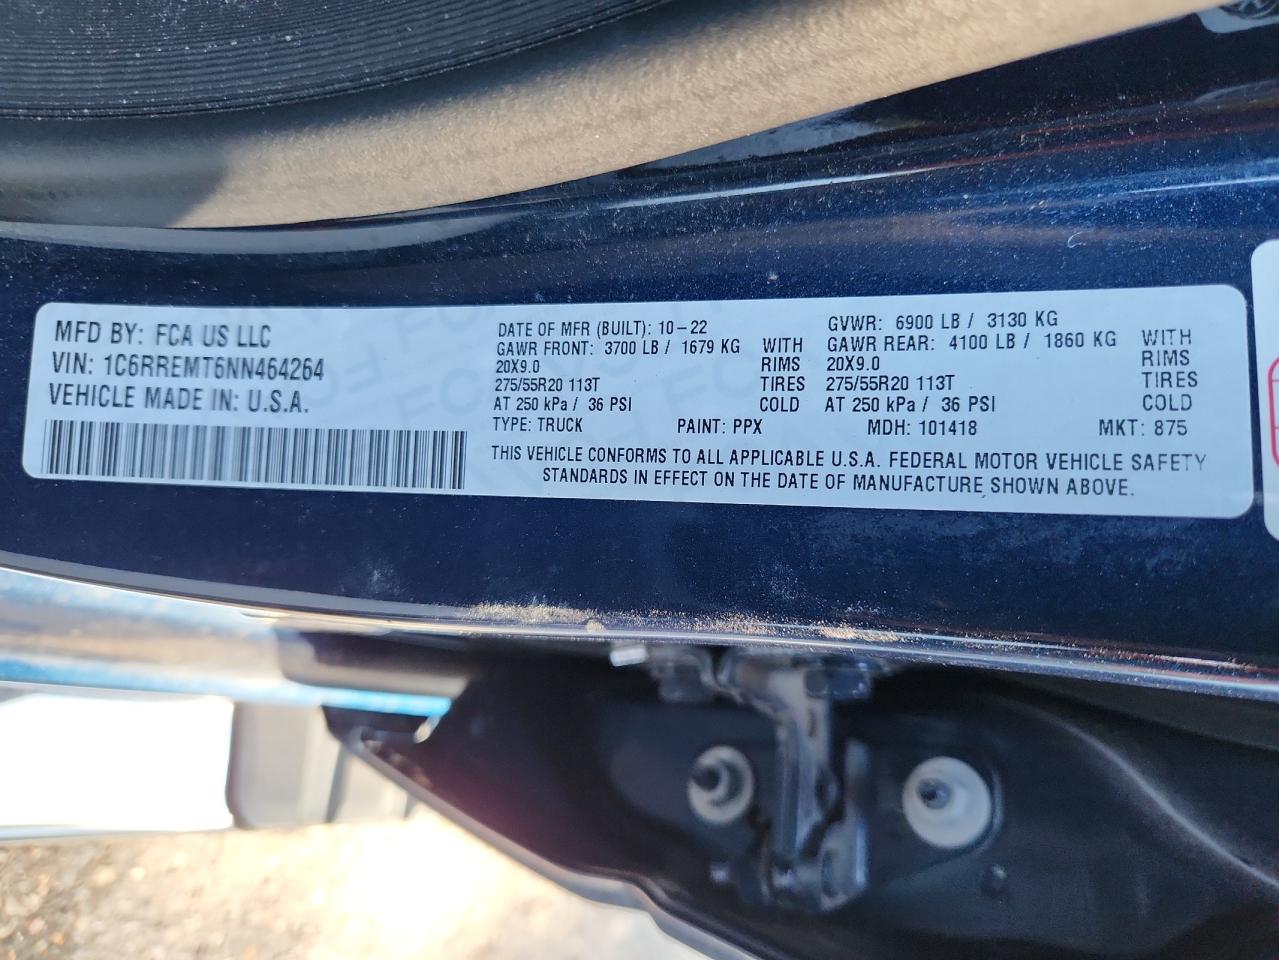 MFD BY: FCA US LLC
VIN: 1C6RREMT6NN464264
VEHICLE MADE IN: U.S.A.
DATE OF MFR (BUILT): 10-22 GVWR: 6900 LB / 3130 KG
GAWR FRONT: 3700 LB / 1679 KG WITH GAWR REAR: 4100 LB / 1860 KG WITH
20X9.0 RIMS 20X9.0 RIMS
275/55R20 113T TIRES 275/55R20 113T TIRES
AT 250 kPa / 36 PSI COLD AT 250 kPa / 36 PSI COLD
TYPE: TRUCK PAINT: PPX MDH: 101418 MKT: 875
THIS VEHICLE CONFORMS TO ALL APPLICABLE U.S.A. FEDERAL MOTOR VEHICLE SAFETY
STANDARDS IN EFFECT ON THE DATE OF MANUFACTURE SHOWN ABOVE.